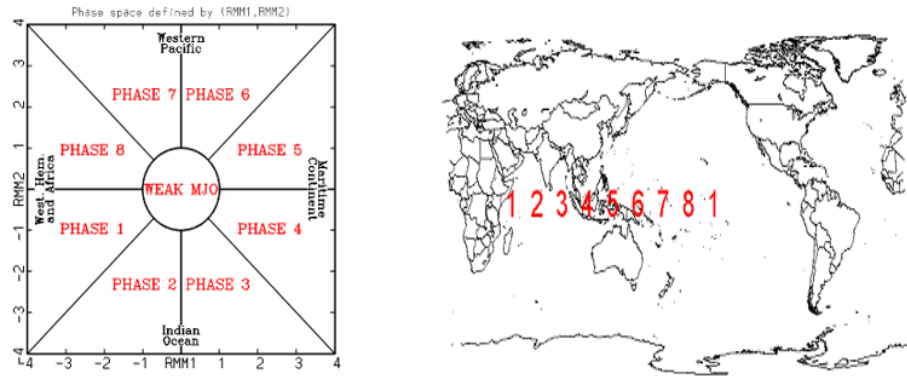 Phase space defined by (RMM1,RMM2)
4
Western
Pacific
3
PHASE 7
PHASE 6
2
1
PHASE 8
PHASE 5
RMM2
West. Hem.
and Africa
WEAK MJO
Maritime
Continent
-1
PHASE 1
PHASE 4
-2
PHASE 2
PHASE 3
-3
Indian
Ocean
-4
-4 -3 -2 -1 RMM1 1 2 3 4
1 2 3 4 5 6 7 8 1